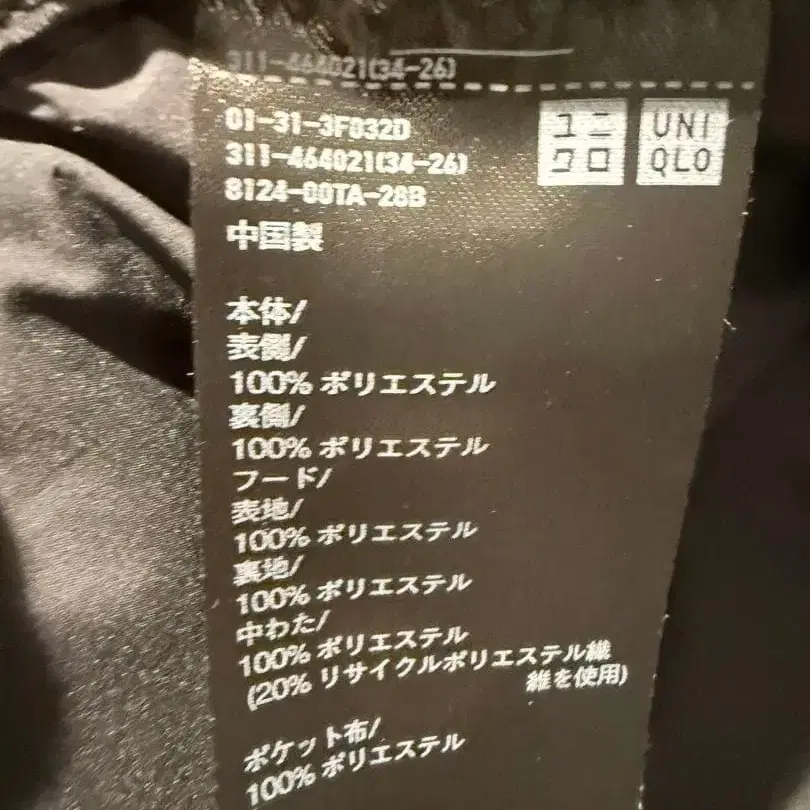 311-464021(34-26)
01-31-3F032D
311-464021(34-26)
8124-00TA-28B
ユニ
クロ
UNI
QLO
中国製
本体/
表側/
100% ポリエステル
裏側/
100% ポリエステル
フード/
表地/
100% ポリエステル
裏地/
100% ポリエステル
中わた/
100% ポリエステル
(20% リサイクルポリエステル繊
維を使用)
ポケット布/
100% ポリエステル